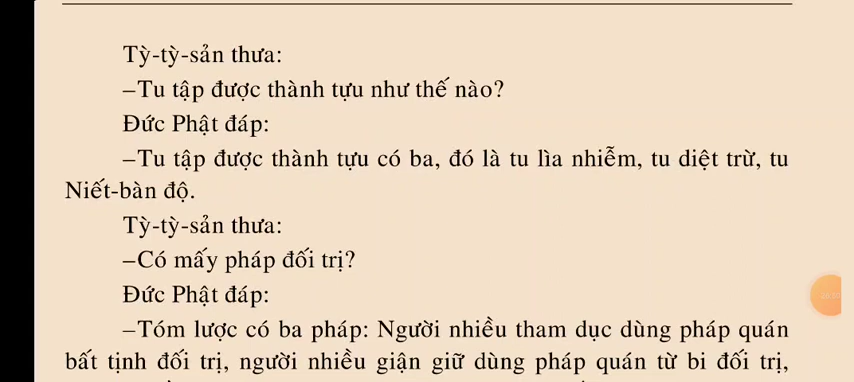 Tỳ-tỳ-sản thưa:
–Tu tập được thành tựu như thế nào?
Đức Phật đáp:
–Tu tập được thành tựu có ba, đó là tu lìa nhiễm, tu diệt trừ, tu
Niết-bàn độ.
Tỳ-tỳ-sản thưa:
–Có mấy pháp đối trị?
Đức Phật đáp:
–Tóm lược có ba pháp: Người nhiều tham dục dùng pháp quán
bất tịnh đối trị, người nhiều giận giữ dùng pháp quán từ bi đối trị,